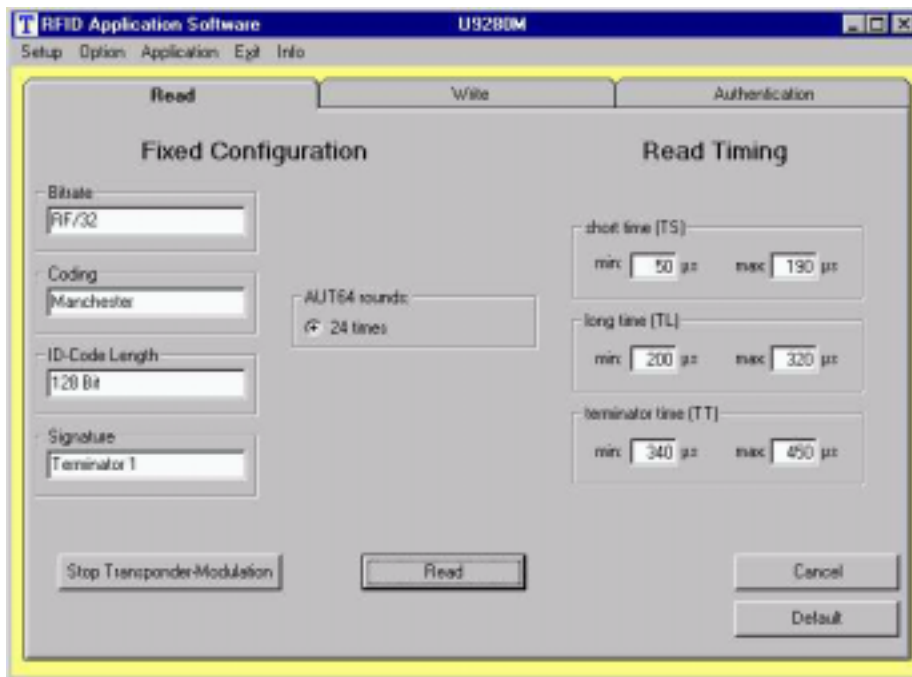 T RFID Application Software U9280M
Setup Option Application Exit Info
Read Write Authentication
Fixed Configuration
Read Timing
Bitrate
RF/32
Coding
Manchester
ID-Code Length
128 Bit
Signature
Terminator 1
AUT64 rounds:
24 times
short time (TS)
min: 50 µs max: 190 µs
long time (TL)
min: 200 µs max: 320 µs
terminator time (TT)
min: 340 µs max: 450 µs
Stop Transponder-Modulation
Read
Cancel
Default